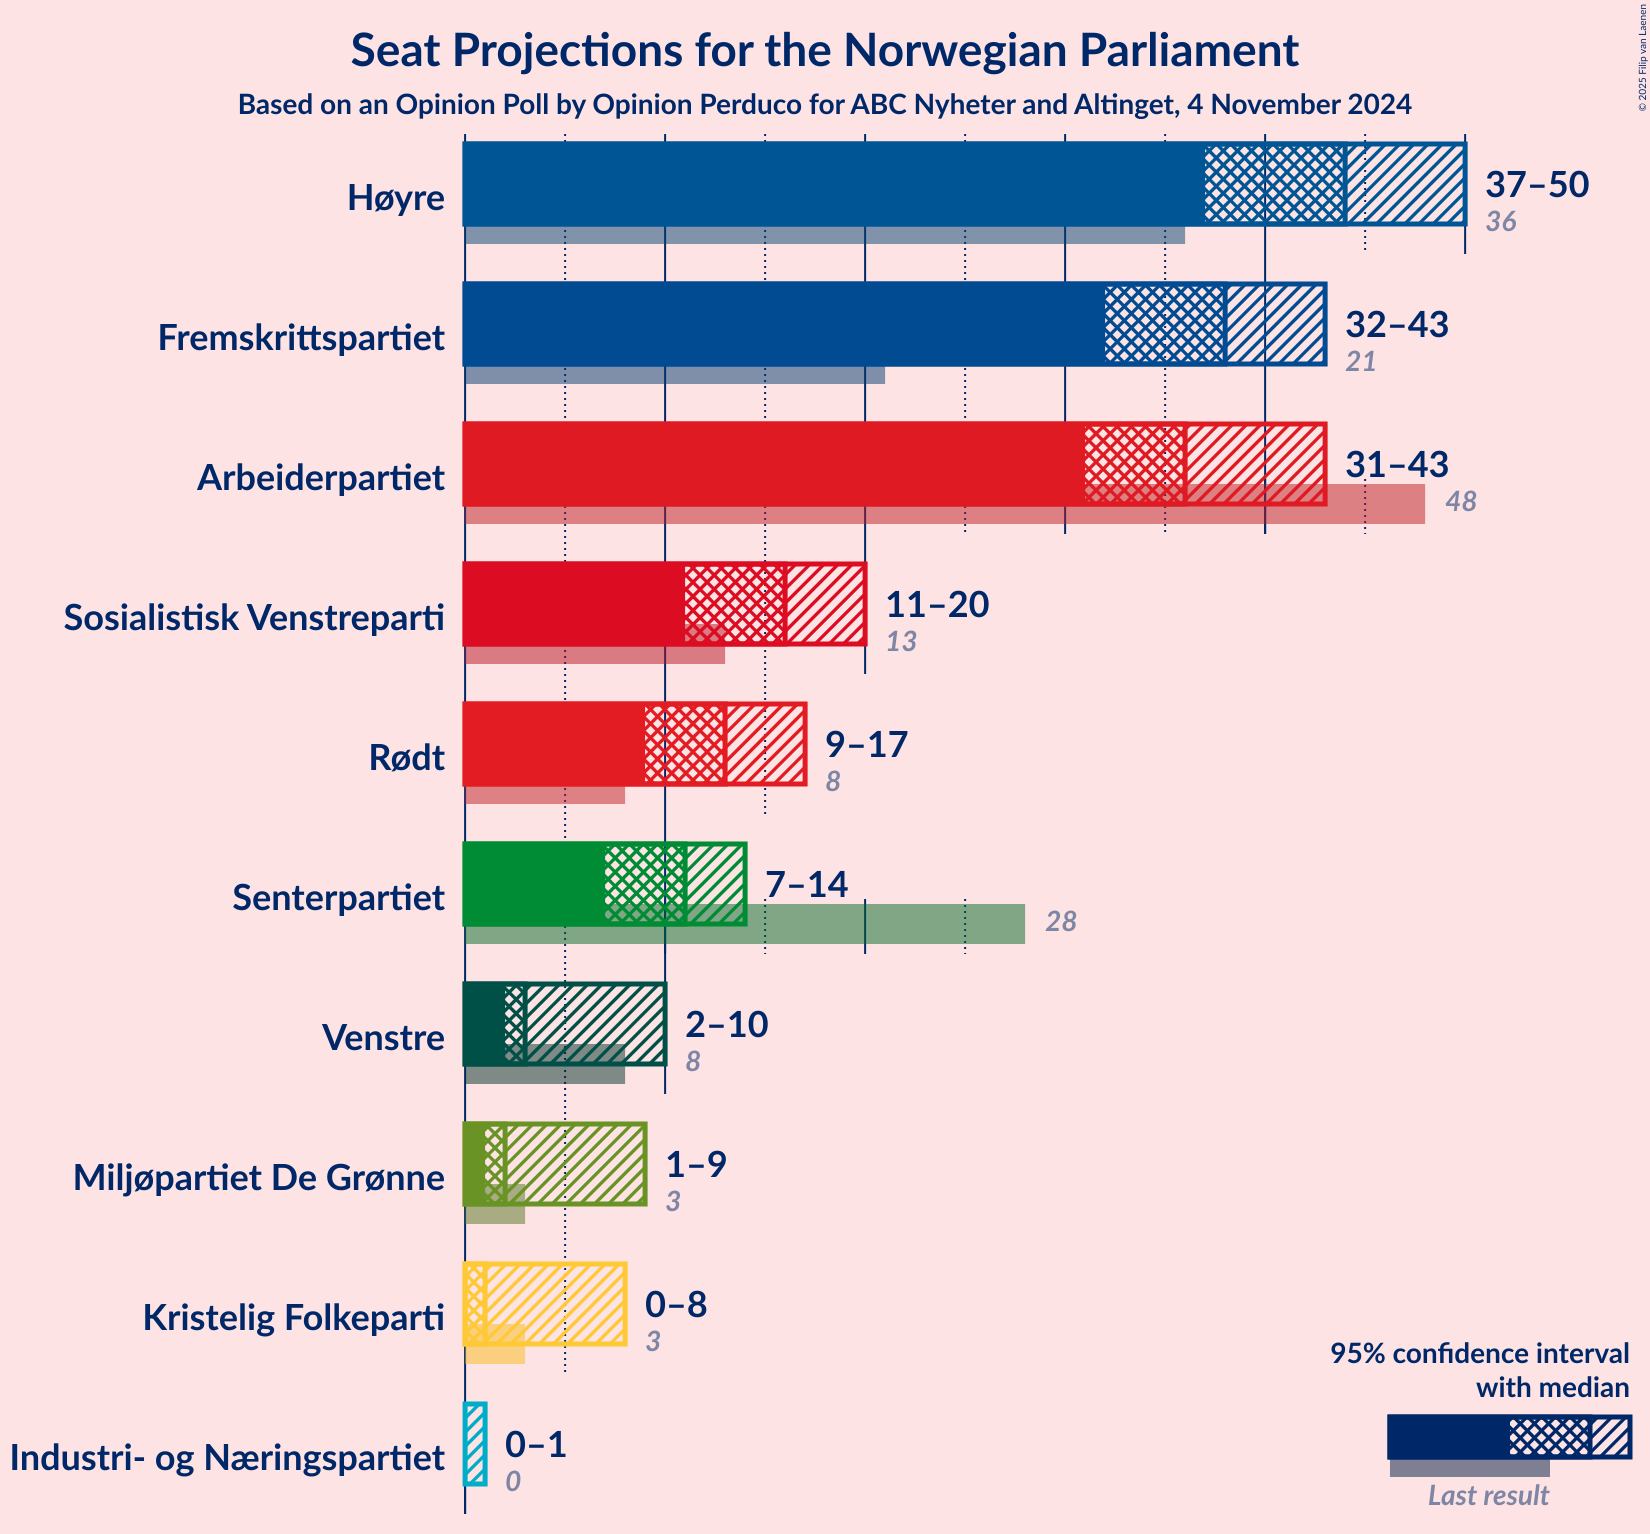 Seat Projections for the Norwegian Parliament
Based on an Opinion Poll by Opinion Perduco for ABC Nyheter and Altinget, 4 November 2024
© 2025 Filip van Laenen
Høyre
37–50
36
Fremskrittspartiet
32–43
21
Arbeiderpartiet
31–43
48
Sosialistisk Venstreparti
11–20
13
Rødt
9–17
8
Senterpartiet
7–14
28
Venstre
2–10
8
Miljøpartiet De Grønne
1–9
3
Kristelig Folkeparti
0–8
3
Industri- og Næringspartiet
0–1
0
95% confidence interval
with median
Last result